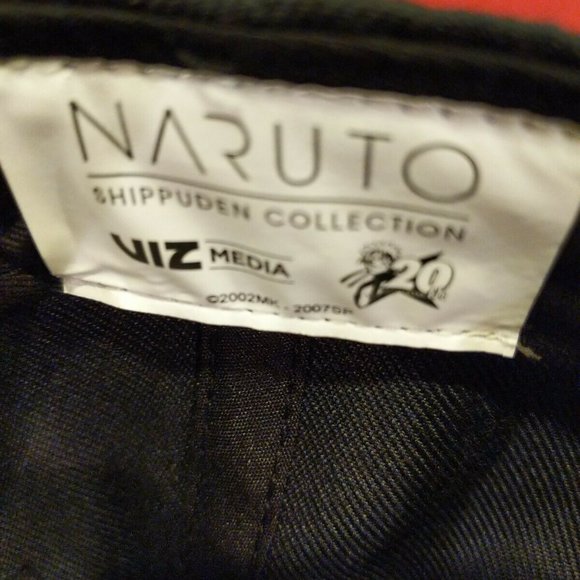 NARUTO
SHIPPUDEN COLLECTION
VIZ MEDIA 20
©2002MK - 2007SP